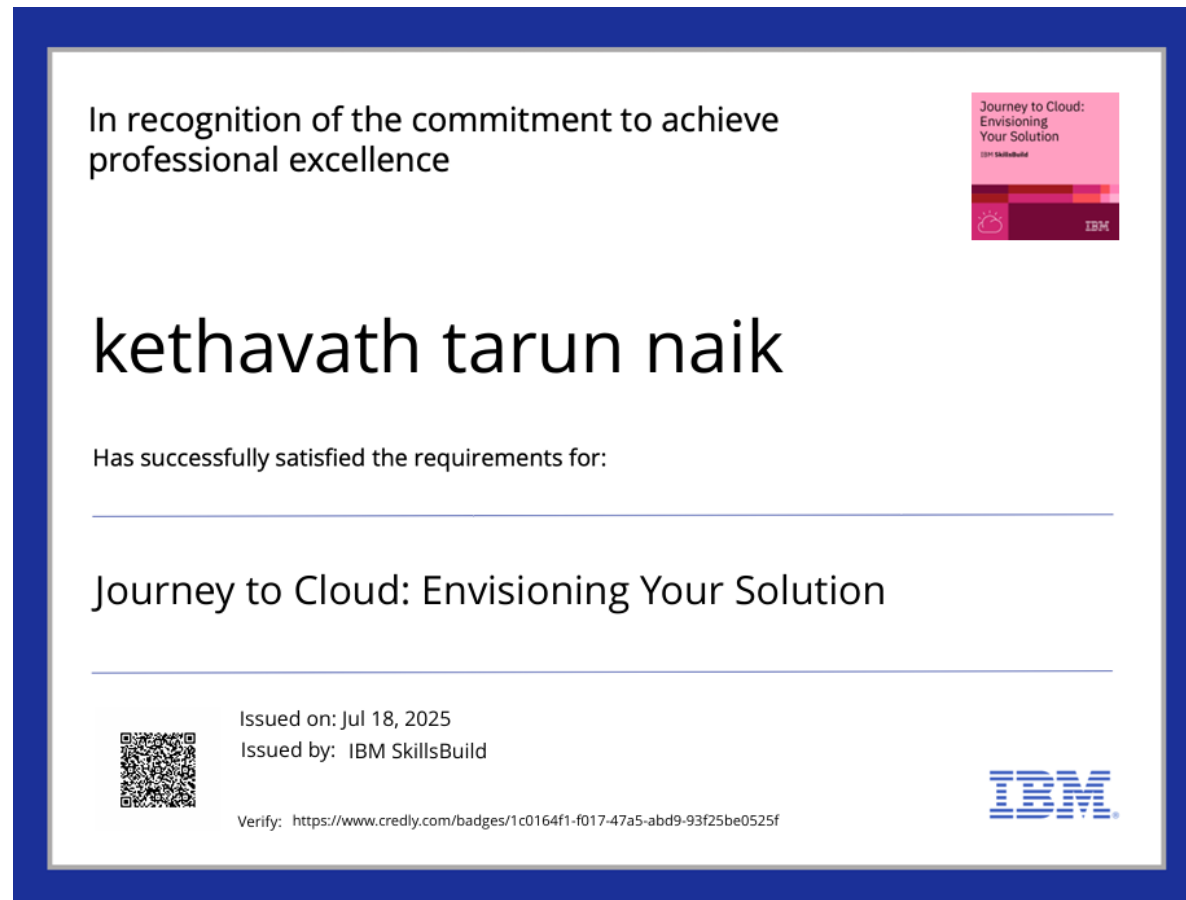 In recognition of the commitment to achieve
professional excellence
Journey to Cloud:
Envisioning
Your Solution
IBM SkillsBuild
IBM
kethavath tarun naik
Has successfully satisfied the requirements for:
Journey to Cloud: Envisioning Your Solution
Issued on: Jul 18, 2025
Issued by: IBM SkillsBuild
Verify: https://www.credly.com/badges/1c0164f1-f017-47a5-abd9-93f25be0525f
IBM®